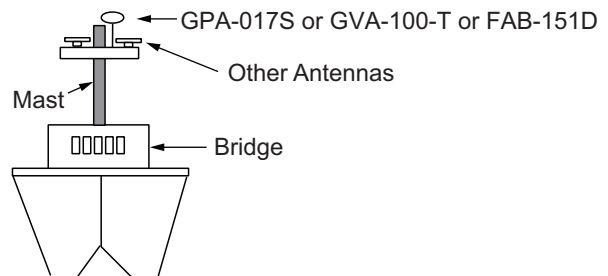 GPA-017S or GVA-100-T or FAB-151D
Other Antennas
Mast
Bridge